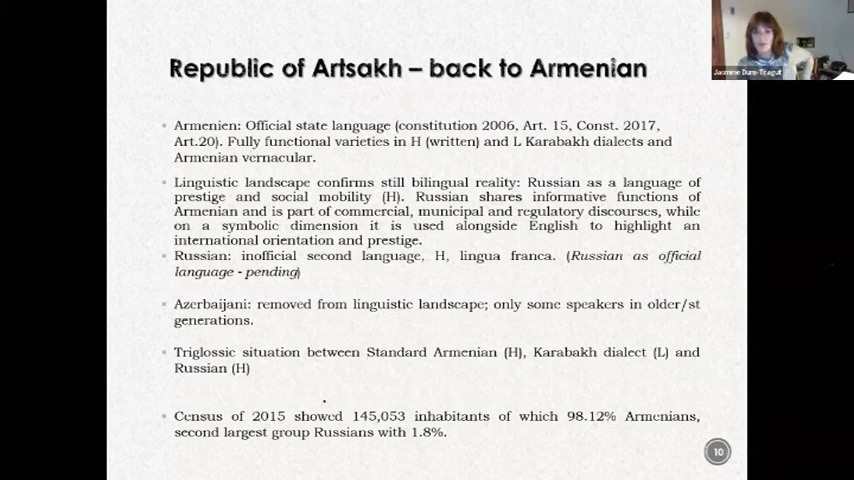 Republic of Artsakh – back to Armenian
Jasmine Dum-Tragut
Armenien: Official state language (constitution 2006, Art. 15, Const. 2017,
Art.20). Fully functional varieties in H (written) and L Karabakh dialects and
Armenian vernacular.
Linguistic landscape confirms still bilingual reality: Russian as a language of
prestige and social mobility (H). Russian shares informative functions of
Armenian and is part of commercial, municipal and regulatory discourses, while
on a symbolic dimension it is used alongside English to highlight an
international orientation and prestige.
Russian: inofficial second language, H, lingua franca. (Russian as official
language - pending)
Azerbaijani: removed from linguistic landscape; only some speakers in older/st
generations.
Triglossic situation between Standard Armenian (H), Karabakh dialect (L) and
Russian (H)
Census of 2015 showed 145,053 inhabitants of which 98.12% Armenians,
second largest group Russians with 1.8%.
10